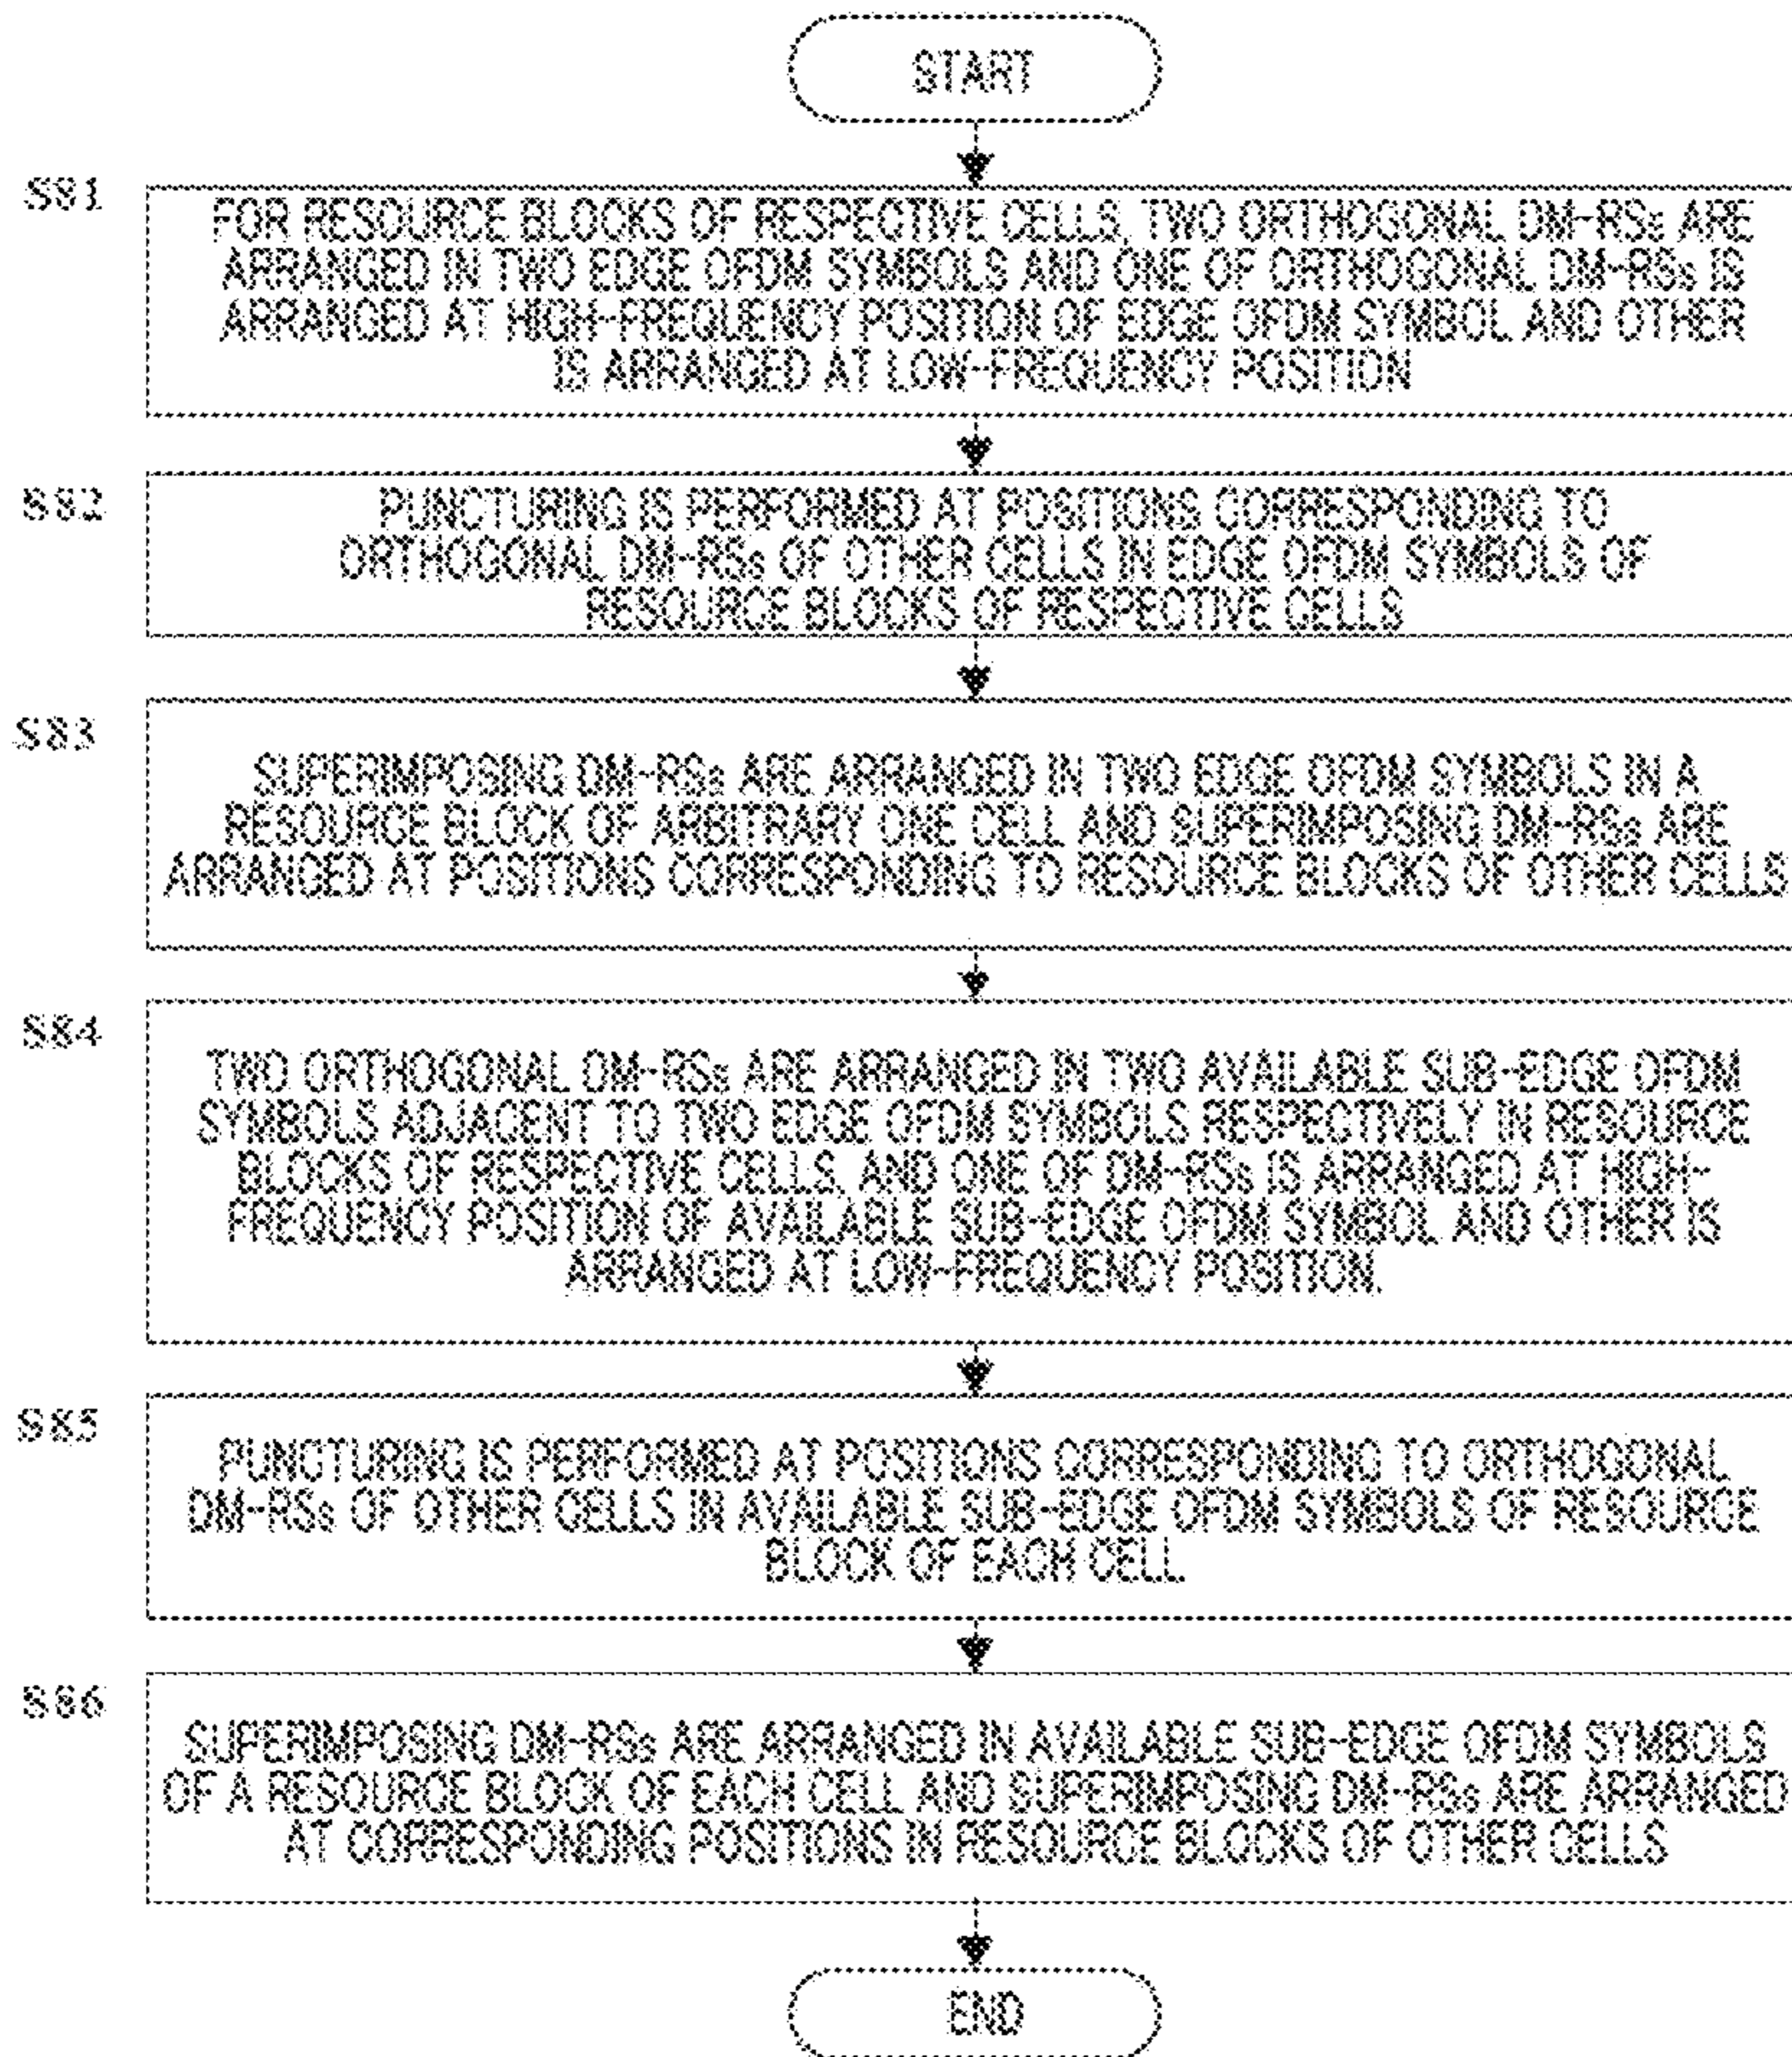 START
S81
FOR RESOURCE BLOCKS OF RESPECTIVE CELLS, TWO ORTHOGONAL DM-RSs ARE
ARRANGED IN TWO EDGE OFDM SYMBOLS AND ONE OF ORTHOGONAL DM-RSs IS
ARRANGED AT HIGH-FREQUENCY POSITION OF EDGE OFDM SYMBOL AND OTHER
IS ARRANGED AT LOW-FREQUENCY POSITION
S82
PUNCTURING IS PERFORMED AT POSITIONS CORRESPONDING TO
ORTHOGONAL DM-RSs OF OTHER CELLS IN EDGE OFDM SYMBOLS OF
RESOURCE BLOCKS OF RESPECTIVE CELLS
S83
SUPERIMPOSING DM-RSs ARE ARRANGED IN TWO EDGE OFDM SYMBOLS IN A
RESOURCE BLOCK OF ARBITRARY ONE CELL AND SUPERIMPOSING DM-RSs ARE
ARRANGED AT POSITIONS CORRESPONDING TO RESOURCE BLOCKS OF OTHER CELLS
S84
TWO ORTHOGONAL DM-RSs ARE ARRANGED IN TWO AVAILABLE SUB-EDGE OFDM
SYMBOLS ADJACENT TO TWO EDGE OFDM SYMBOLS RESPECTIVELY IN RESOURCE
BLOCKS OF RESPECTIVE CELLS, AND ONE OF DM-RSs IS ARRANGED AT HIGH-
FREQUENCY POSITION OF AVAILABLE SUB-EDGE OFDM SYMBOL AND OTHER IS
ARRANGED AT LOW-FREQUENCY POSITION.
S85
PUNCTURING IS PERFORMED AT POSITIONS CORRESPONDING TO ORTHOGONAL
DM-RSs OF OTHER CELLS IN AVAILABLE SUB-EDGE OFDM SYMBOLS OF RESOURCE
BLOCK OF EACH CELL
S86
SUPERIMPOSING DM-RSs ARE ARRANGED IN AVAILABLE SUB-EDGE OFDM SYMBOLS
OF A RESOURCE BLOCK OF EACH CELL AND SUPERIMPOSING DM-RSs ARE ARRANGED
AT CORRESPONDING POSITIONS IN RESOURCE BLOCKS OF OTHER CELLS
END